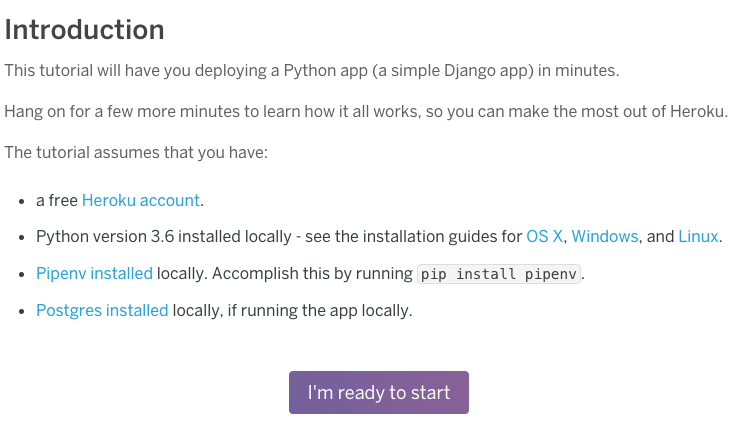 Introduction
This tutorial will have you deploying a Python app (a simple Django app) in minutes.
Hang on for a few more minutes to learn how it all works, so you can make the most out of Heroku.
The tutorial assumes that you have:
• a free Heroku account.
• Python version 3.6 installed locally - see the installation guides for OS X, Windows, and Linux.
• Pipenv installed locally. Accomplish this by running pip install pipenv.
• Postgres installed locally, if running the app locally.
I'm ready to start